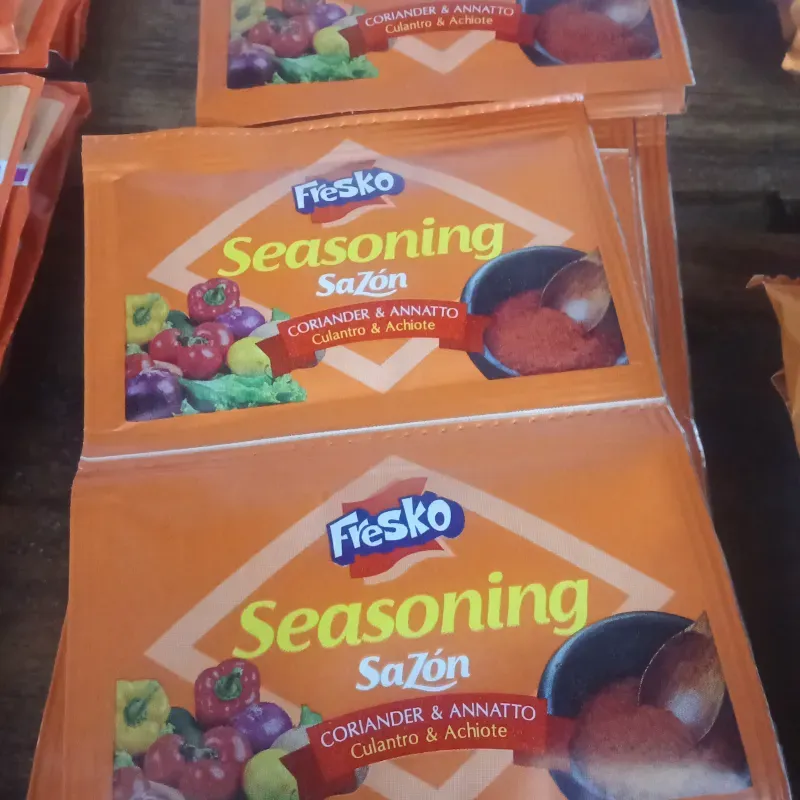 CORIANDER & ANNATTO
Culantro & Achiote
Fresko
Seasoning
SaZón
CORIANDER & ANNATTO
Culantro & Achiote
Fresko
Seasoning
SaZón
CORIANDER & ANNATTO
Culantro & Achiote